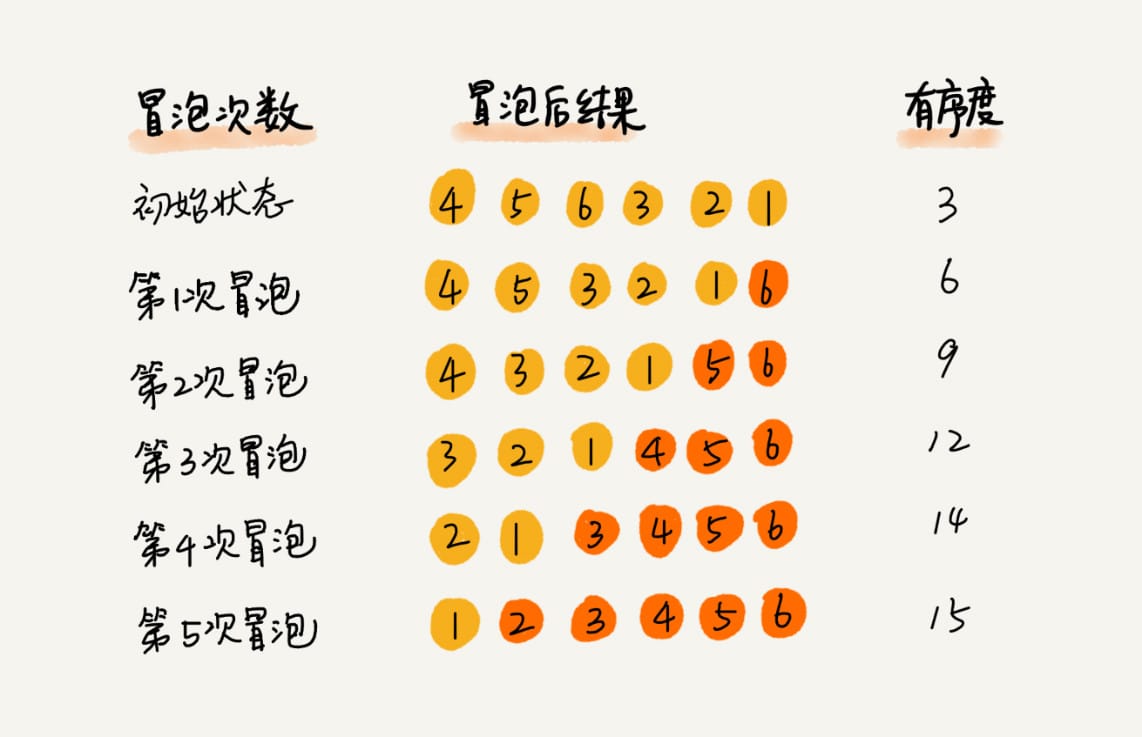 冒泡次数 冒泡后结果 有序度
初始状态 4 5 6 3 2 1 3
第1次冒泡 4 5 3 2 1 6 6
第2次冒泡 4 3 2 1 5 6 9
第3次冒泡 3 2 1 4 5 6 12
第4次冒泡 2 1 3 4 5 6 14
第5次冒泡 1 2 3 4 5 6 15